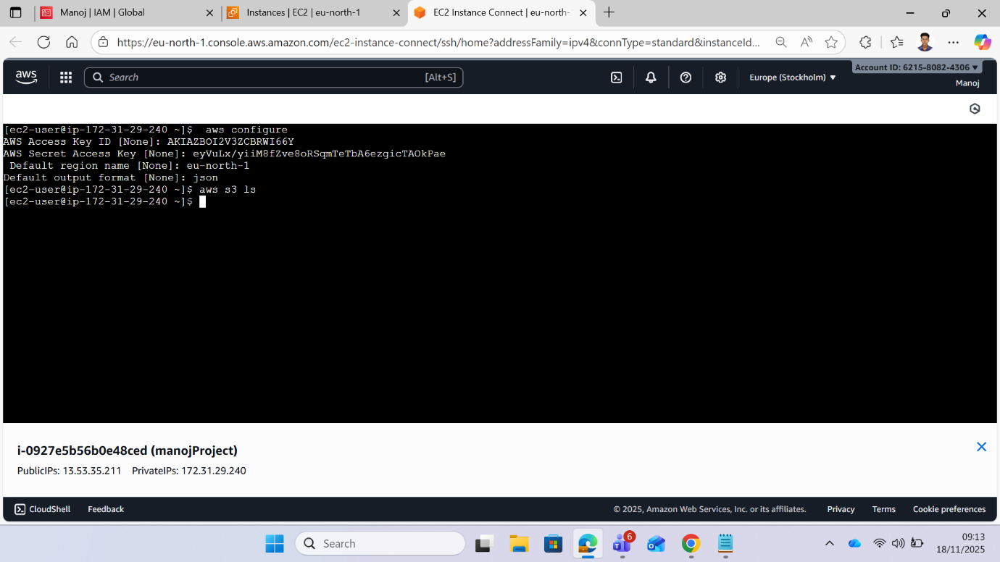 Manoj | IAM | Global
Instances | EC2 | eu-north-1
EC2 Instance Connect | eu-north-
https://eu-north-1.console.aws.amazon.com/ec2-instance-connect/ssh/home?addressFamily=ipv4&connType=standard&instanceId...
aws
Search
[Alt+S]
Europe (Stockholm)
Account ID: 6215-8082-4306
Manoj
[ec2-user@ip-172-31-29-240 ~]$  aws configure
AWS Access Key ID [None]: AKIAZBOI2V3ZCBRWI66Y
AWS Secret Access Key [None]: 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
Default region name [None]: eu-north-1
Default output format [None]: json
[ec2-user@ip-172-31-29-240 ~]$ aws s3 ls
[ec2-user@ip-172-31-29-240 ~]$
i-0927e5b56b0e48ced (manojProject)
PublicIPs: 13.53.35.211 PrivateIPs: 172.31.29.240
CloudShell Feedback © 2025, Amazon Web Services, Inc. or its affiliates. Privacy Terms Cookie preferences
Search
6
09:13
18/11/2025